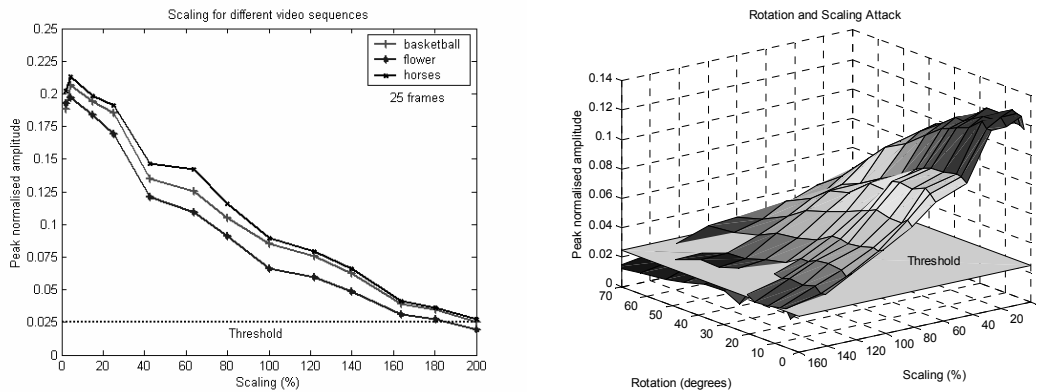 Scaling for different video sequences
0.25
0.225
0.2
0.175
0.15
0.125
0.1
0.075
0.05
0.025
0
Peak normalised amplitude
basketball
flower
horses
25 frames
Threshold
0 20 40 60 80 100 120 140 160 180 200
Scaling (%)
Rotation and Scaling Attack
0.14
0.12
0.1
0.08
0.06
0.04
0.02
0
Peak normalised amplitude
Threshold
70 60 50 40 30 20 10 0
Rotation (degrees)
160 140 120 100 80 60 40 20
Scaling (%)